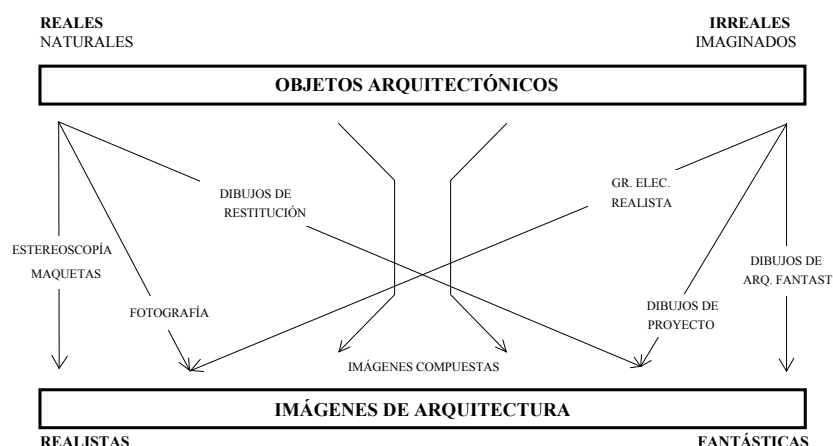 REALES
NATURALES
IRREALES
IMAGINADOS
OBJETOS ARQUITECTÓNICOS
DIBUJOS DE
RESTITUCIÓN
GR. ELEC.
REALISTA
ESTEREOSCOPÍA
MAQUETAS
FOTOGRAFÍA
DIBUJOS DE
PROYECTO
DIBUJOS DE
ARQ. FANTAST
IMÁGENES COMPUESTAS
IMÁGENES DE ARQUITECTURA
REALISTAS
FANTÁSTICAS